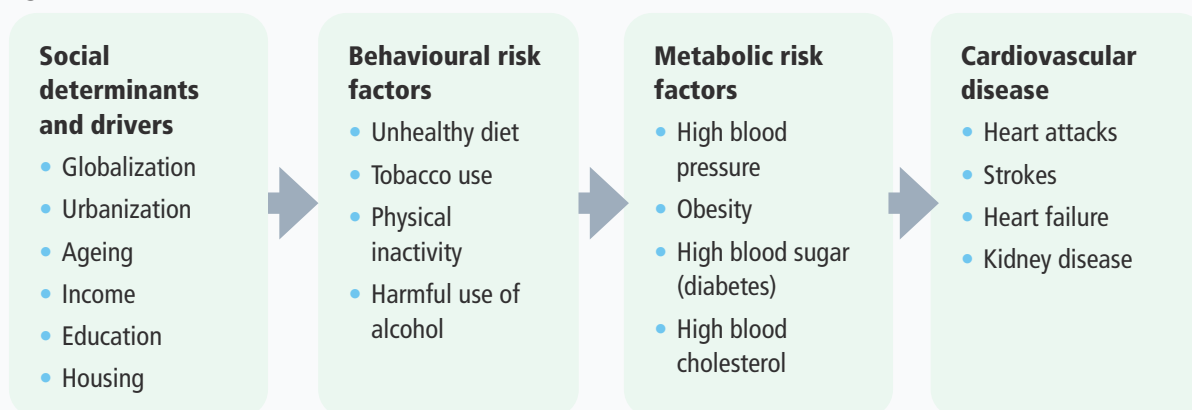 Social
determinants
and drivers
• Globalization
• Urbanization
• Ageing
• Income
• Education
• Housing
Behavioural risk
factors
• Unhealthy diet
• Tobacco use
• Physical
inactivity
• Harmful use of
alcohol
Metabolic risk
factors
• High blood
pressure
• Obesity
• High blood sugar
(diabetes)
• High blood
cholesterol
Cardiovascular
disease
• Heart attacks
• Strokes
• Heart failure
• Kidney disease